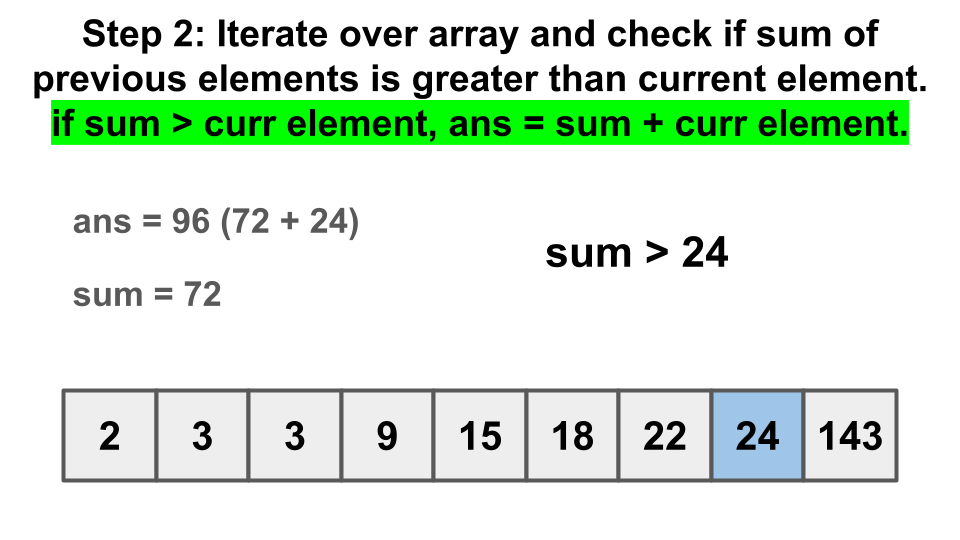 Step 2: Iterate over array and check if sum of
previous elements is greater than current element.
if sum > curr element, ans = sum + curr element.
ans = 96 (72 + 24)
sum > 24
sum = 72
2 3 3 9 15 18 22 24 143